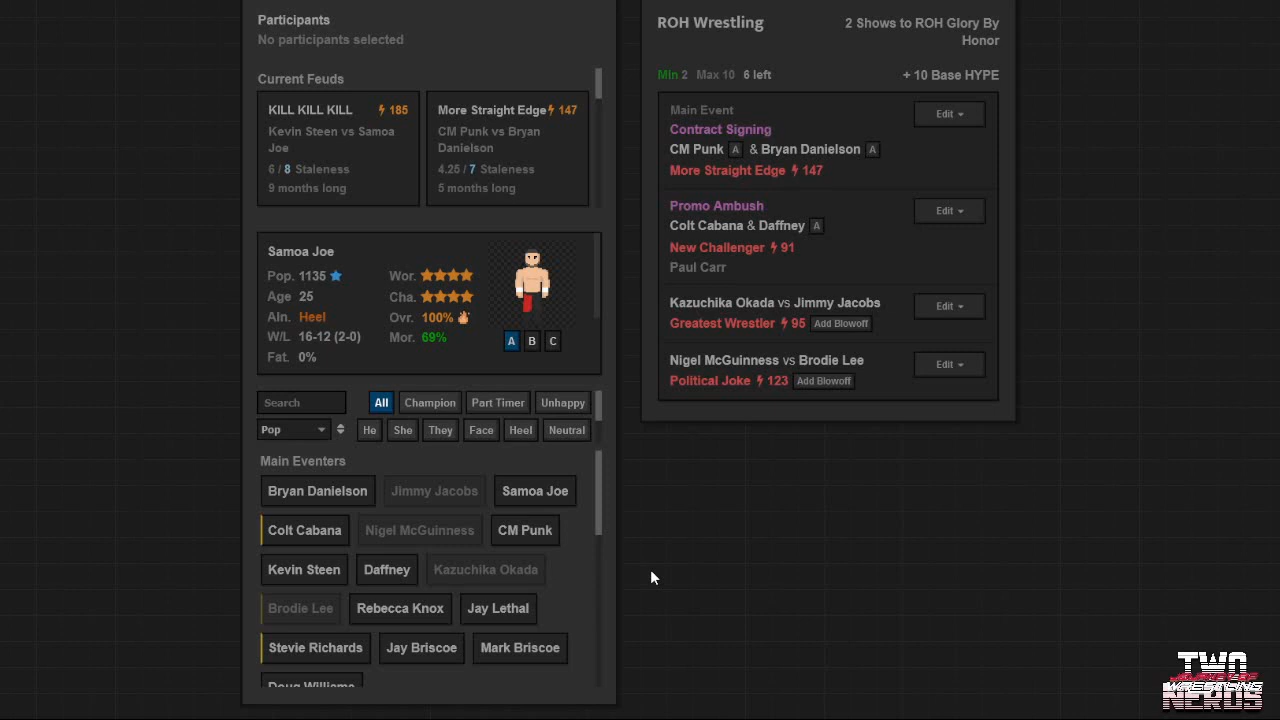 Participants
No participants selected
Current Feuds
KILL KILL KILL 185
Kevin Steen vs Samoa
Joe
6 / 8 Staleness
9 months long
More Straight Edge 147
CM Punk vs Bryan
Danielson
4.25 / 7 Staleness
5 months long
Samoa Joe
Pop. 1135
Age 25
Aln. Heel
W/L 16-12 (2-0)
Fat. 0%
Wor.
Cha.
Ovr. 100%
Mor. 69%
A B C
Search
All Champion Part Timer Unhappy
Pop
He She They Face Heel Neutral
Main Eventers
Bryan Danielson Jimmy Jacobs Samoa Joe
Colt Cabana Nigel McGuinness CM Punk
Kevin Steen Daffney Kazuchika Okada
Brodie Lee Rebecca Knox Jay Lethal
Stevie Richards Jay Briscoe Mark Briscoe
Doug Williams
ROH Wrestling
2 Shows to ROH Glory By
Honor
Min 2 Max 10 6 left
+ 10 Base HYPE
Main Event
Edit
Contract Signing
CM Punk A & Bryan Danielson A
More Straight Edge 147
Promo Ambush
Edit
Colt Cabana & Daffney A
New Challenger 91
Paul Carr
Kazuchika Okada vs Jimmy Jacobs
Edit
Greatest Wrestler 95 Add Blowoff
Nigel McGuinness vs Brodie Lee
Edit
Political Joke 123 Add Blowoff
TWO
WRESTLING
NERDS